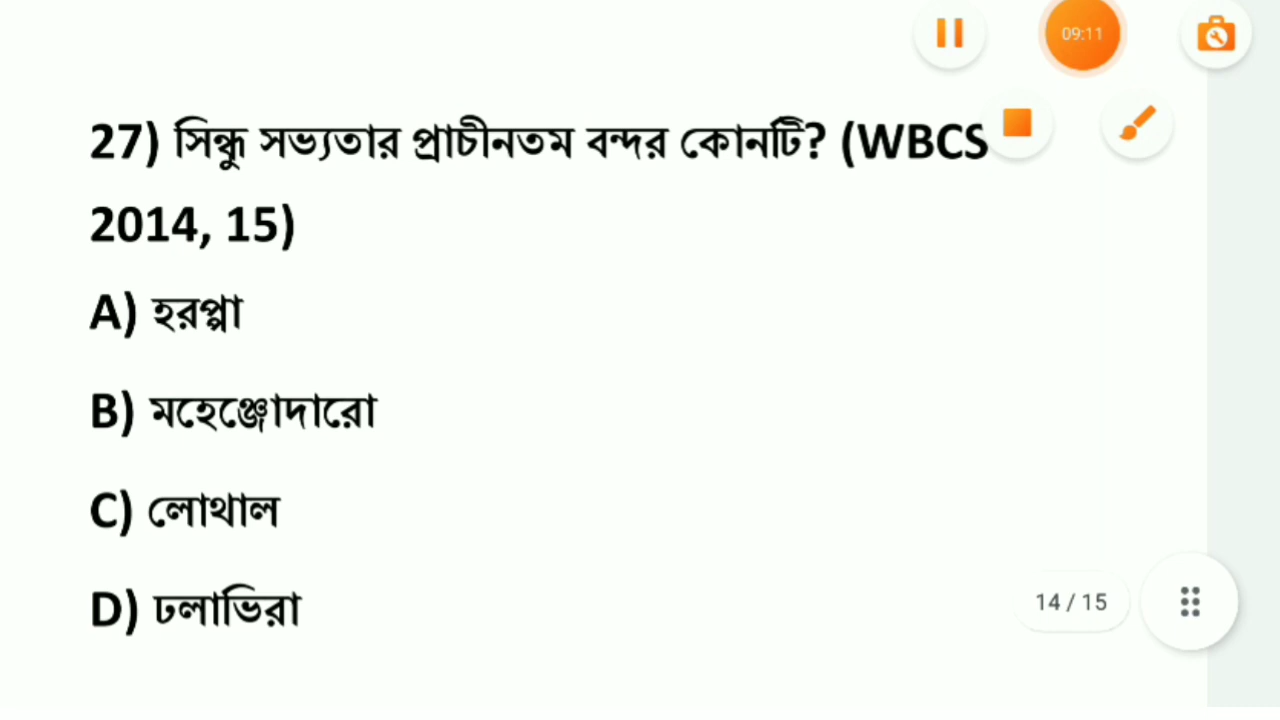 09:11
27) সিন্ধু সভ্যতার প্রাচীনতম বন্দর কোনটি? (WBCS
2014, 15)
A) হরপ্পা
B) মহেঞ্জোদারো
C) লোথাল
D) ঢলাভিরা
14 / 15